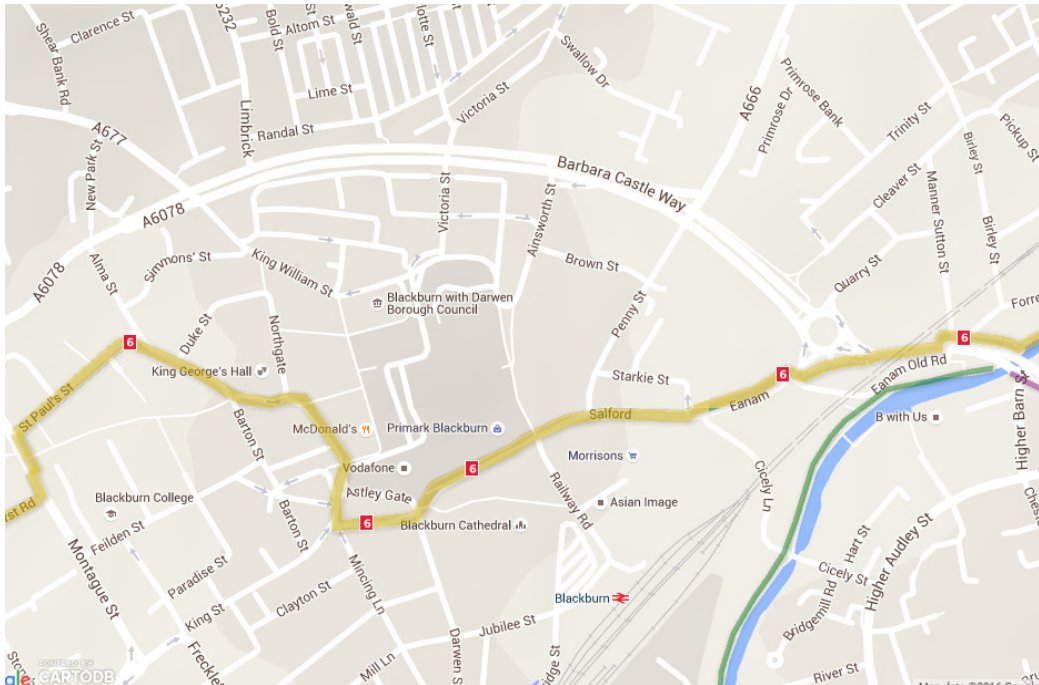 Clarence St
Shear Bank Rd
A677
New Park St
A6078
A6078
Altom St
Bold St
Lime St
Limbrick
Randal St
Victoria St
Swallow Dr
A666
Primrose Dr
Primrose Bank
Trinity St
Pickup St
Birley St
Birley St
Cleaver St
Manner Sutton St
Barbara Castle Way
Victoria St
Ainsworth St
Brown St
Penny St
Quarry St
Simmons' St
Alma St
King William St
Duke St
Northgate
Blackburn with Darwen
Borough Council
6
King George's Hall
St Paul's St
Barton St
McDonald's
Primark Blackburn
Vodafone
Astley Gate
6
6
Blackburn Cathedral
Starkie St
Salford
Eanam
6
6
Eanam Old Rd
B with Us
Higher Barn St
Morrisons
Asian Image
Railway Rd
Cicely Ln
Blackburn College
Feilden St
Barton St
Montague St
Paradise St
King St
Clayton St
Mincing Ln
Mill Ln
Darwen S
Jubilee St
Blackburn
Cicely St
Hart St
Bridgemill Rd
Higher Audley St
River St
POWERED BY
CARTODB